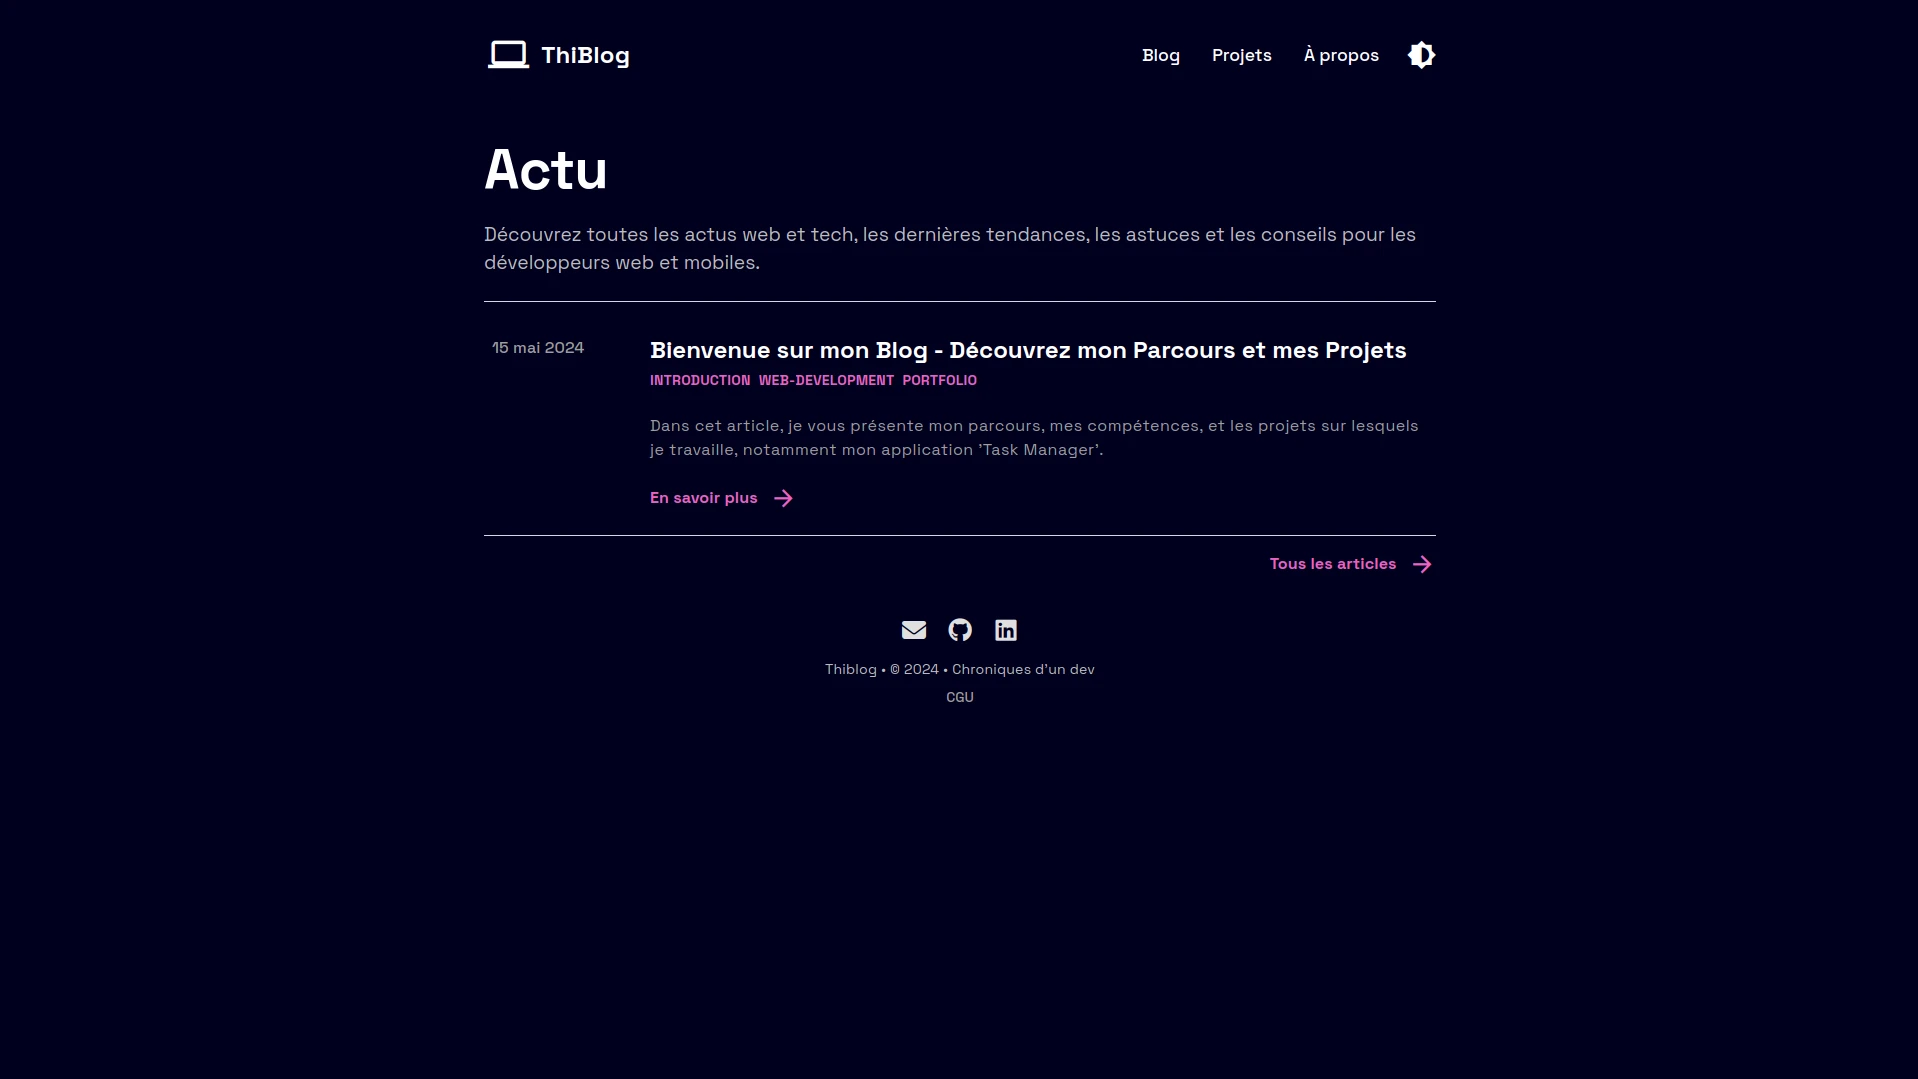 ThiBlog
Blog
Projets
À propos
Actu
Découvrez toutes les actus web et tech, les dernières tendances, les astuces et les conseils pour les
développeurs web et mobiles.
15 mai 2024
Bienvenue sur mon Blog - Découvrez mon Parcours et mes Projets
INTRODUCTION WEB-DEVELOPMENT PORTFOLIO
Dans cet article, je vous présente mon parcours, mes compétences, et les projets sur lesquels
je travaille, notamment mon application 'Task Manager'.
En savoir plus
Tous les articles
Thiblog • © 2024 • Chroniques d'un dev
CGU